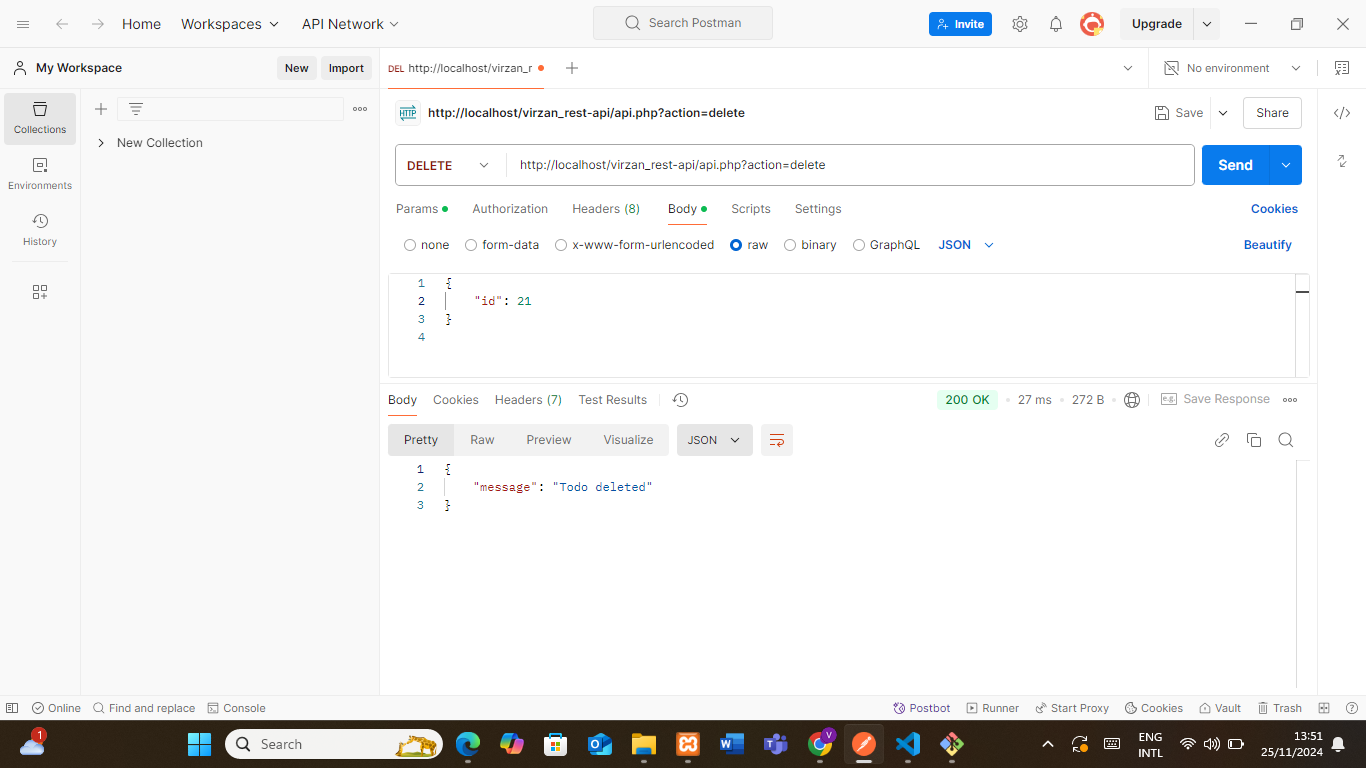 Home Workspaces API Network Search Postman Invite Upgrade
My Workspace New Import DEL http://localhost/virzan_r No environment
Collections
New Collection
Environments
History
HTTP http://localhost/virzan_rest-api/api.php?action=delete Save Share
DELETE http://localhost/virzan_rest-api/api.php?action=delete Send
Params Authorization Headers (8) Body Scripts Settings Cookies
none form-data x-www-form-urlencoded raw binary GraphQL JSON Beautify
1 {
2 "id": 21
3 }
4
Body Cookies Headers (7) Test Results 200 OK 27 ms 272 B e.g. Save Response
Pretty Raw Preview Visualize JSON
1 {
2 "message": "Todo deleted"
3 }
Online Find and replace Console Postbot Runner Start Proxy Cookies Vault Trash
1 Search V ENG 13:51
INTL 25/11/2024